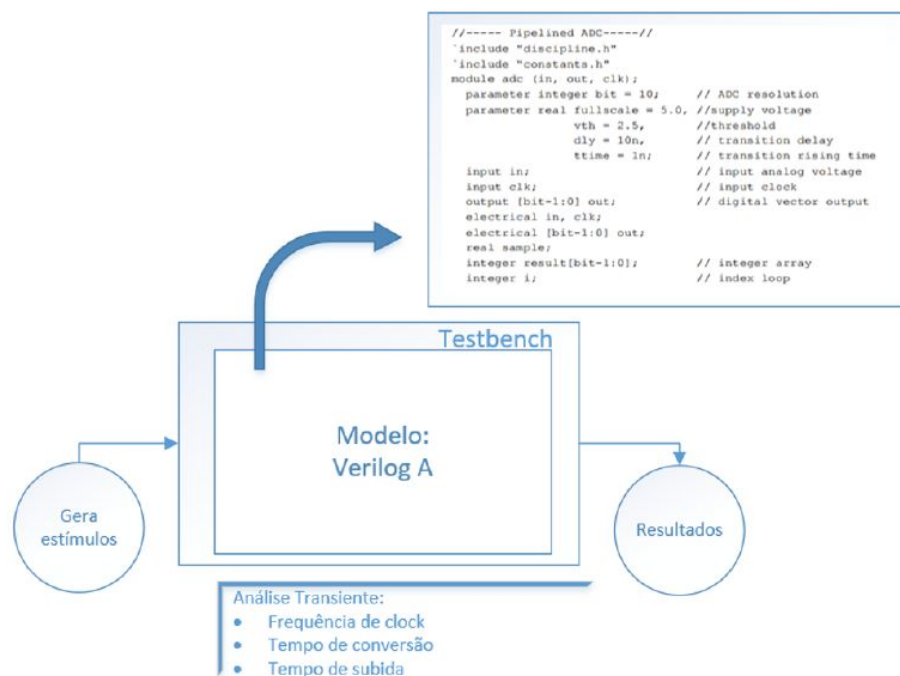 //----- Pipelined ADC-----//
`include "discipline.h"
`include "constants.h"
module adc (in, out, clk);
parameter integer bit = 10; // ADC resolution
parameter real fullscale = 5.0, //supply voltage
vth = 2.5, //threshold
dly = 10n, // transition delay
ttime = 1n; // transition rising time
input in; // input analog voltage
input clk; // input clock
output [bit-1:0] out; // digital vector output
electrical in, clk;
electrical [bit-1:0] out;
real sample;
integer result[bit-1:0]; // integer array
integer i; // index loop
Testbench
Modelo:
Verilog A
Gera
estímulos
Resultados
Análise Transiente:
• Frequência de clock
• Tempo de conversão
• Tempo de subida